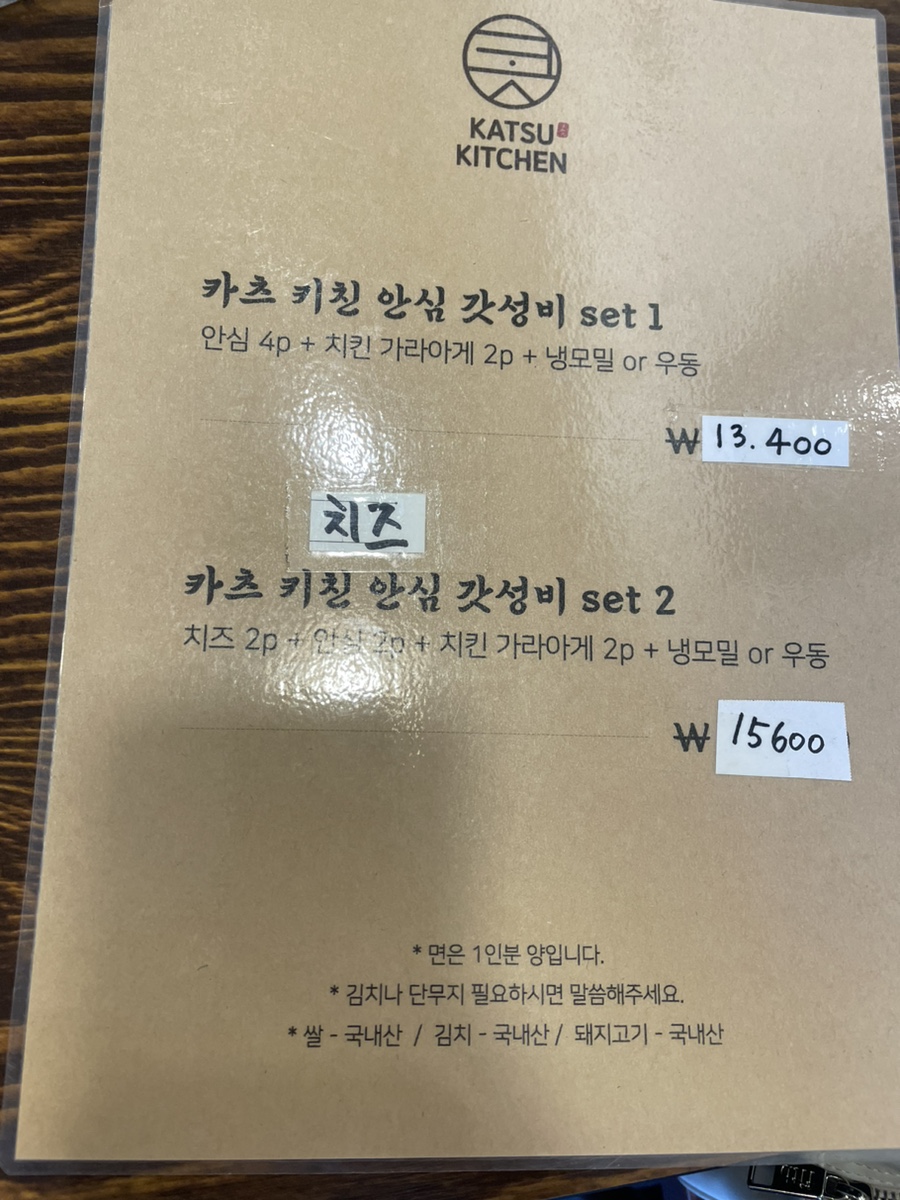 KATSU
KITCHEN
카츠 키친 안심 갓성비 set 1
안심 4p + 치킨 가라아게 2p + 냉모밀 or 우동
₩ 13.400
치즈
카츠 키친 안심 갓성비 set 2
치즈 2p + 안심 2p + 치킨 가라아게 2p + 냉모밀 or 우동
₩ 15600
* 면은 1인분 양입니다.
* 김치나 단무지 필요하시면 말씀해주세요.
* 쌀 - 국내산 / 김치 - 국내산 / 돼지고기 - 국내산